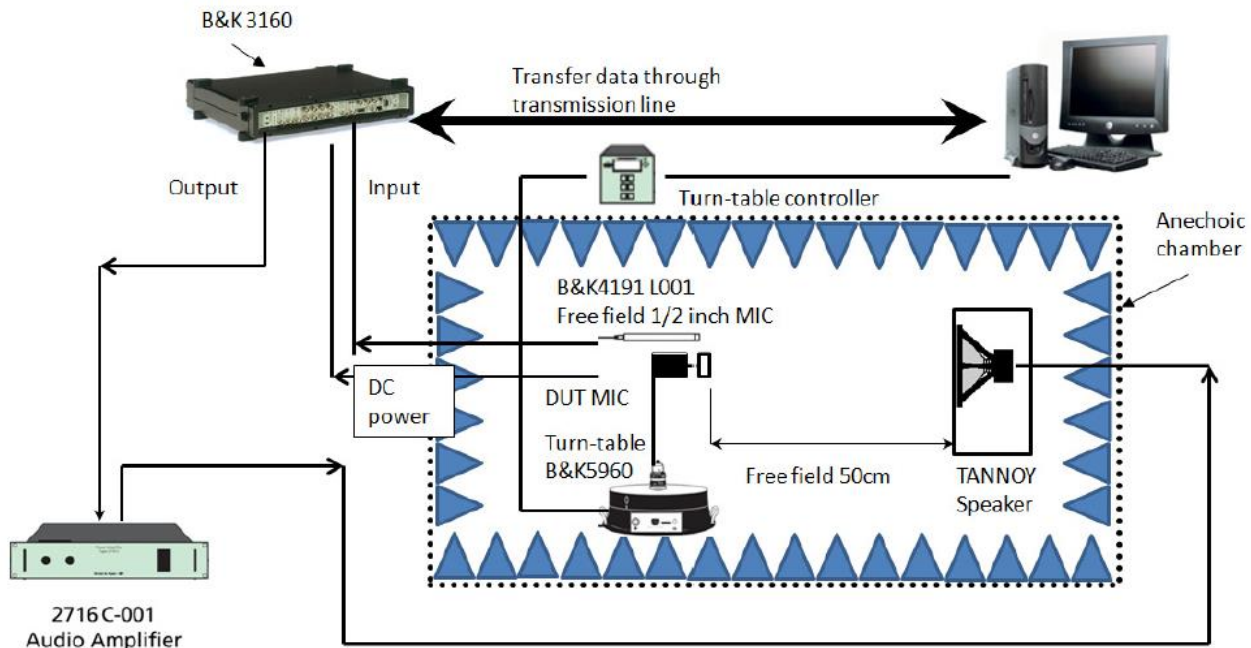 B&K 3160
Transfer data through
transmission line
Output
Input
Turn-table controller
Anechoic
chamber
B&K4191 L001
Free field 1/2 inch MIC
DC
power
DUT MIC
Turn-table
B&K5960
Free field 50cm
TANNOY
Speaker
2716 C-001
Audio Amplifier